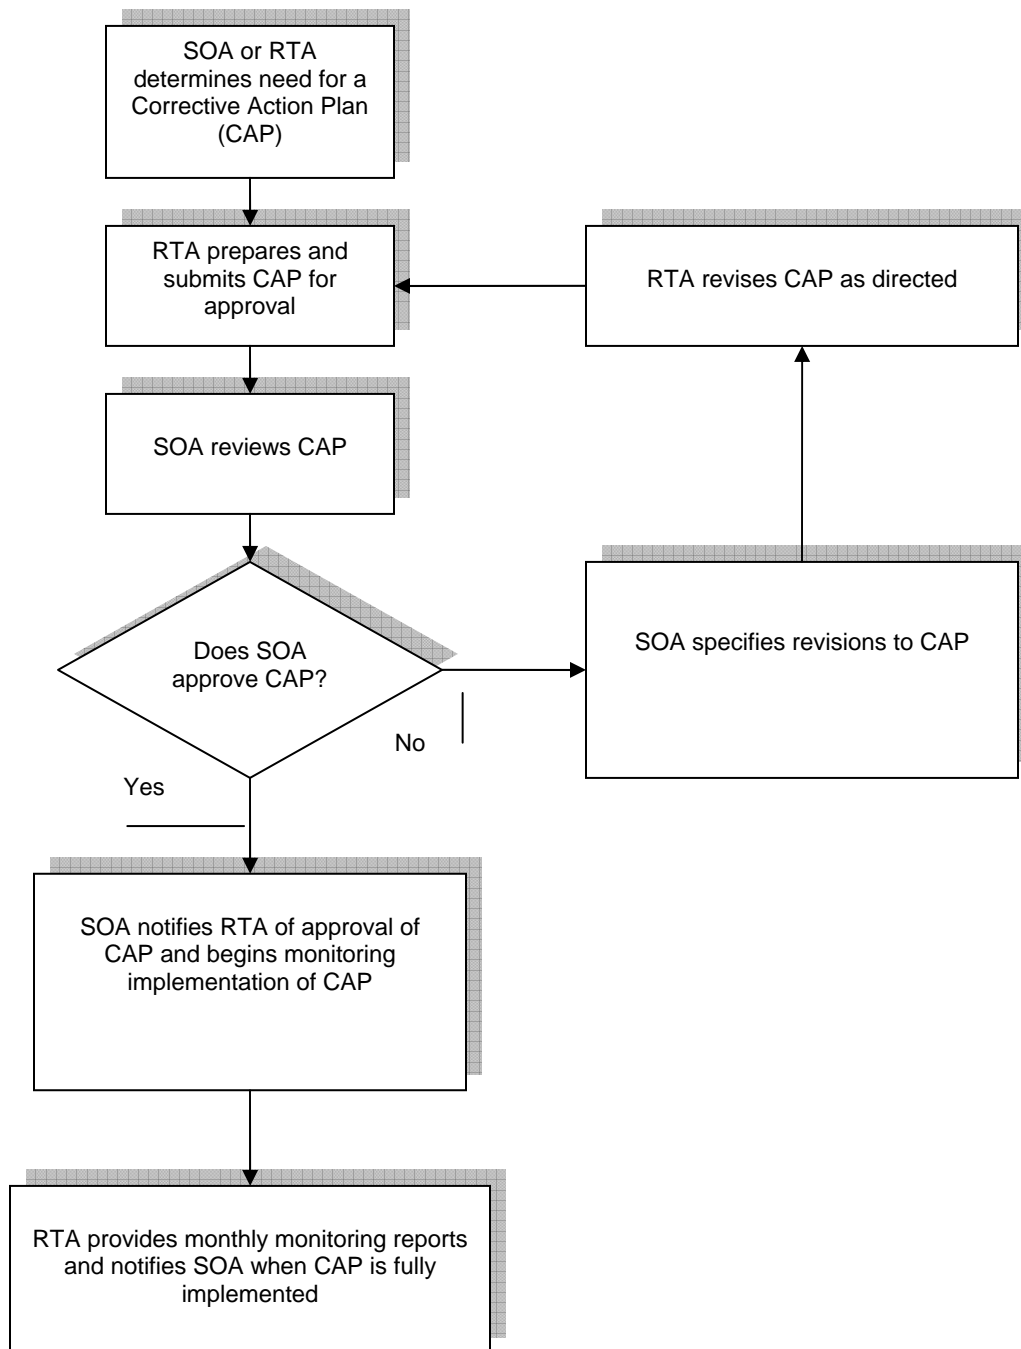 SOA or RTA
determines need for a
Corrective Action Plan
(CAP)
RTA prepares and
submits CAP for
approval
RTA revises CAP as directed
SOA reviews CAP
Does SOA
approve CAP?
SOA specifies revisions to CAP
No
Yes
SOA notifies RTA of approval of
CAP and begins monitoring
implementation of CAP
RTA provides monthly monitoring reports
and notifies SOA when CAP is fully
implemented